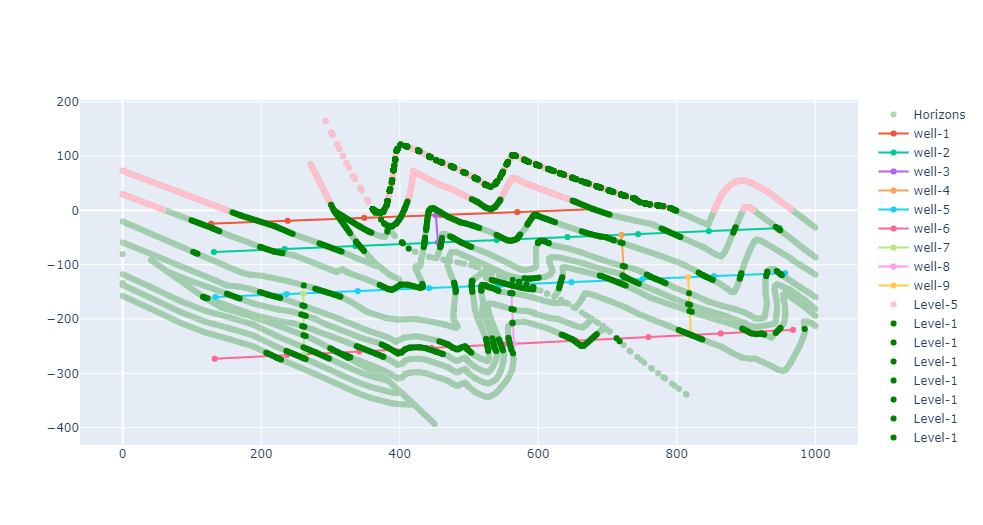 200
100
0
−100
−200
−300
−400
0
200
400
600
800
1000
Horizons
well-1
well-2
well-3
well-4
well-5
well-6
well-7
well-8
well-9
Level-5
Level-1
Level-1
Level-1
Level-1
Level-1
Level-1
Level-1